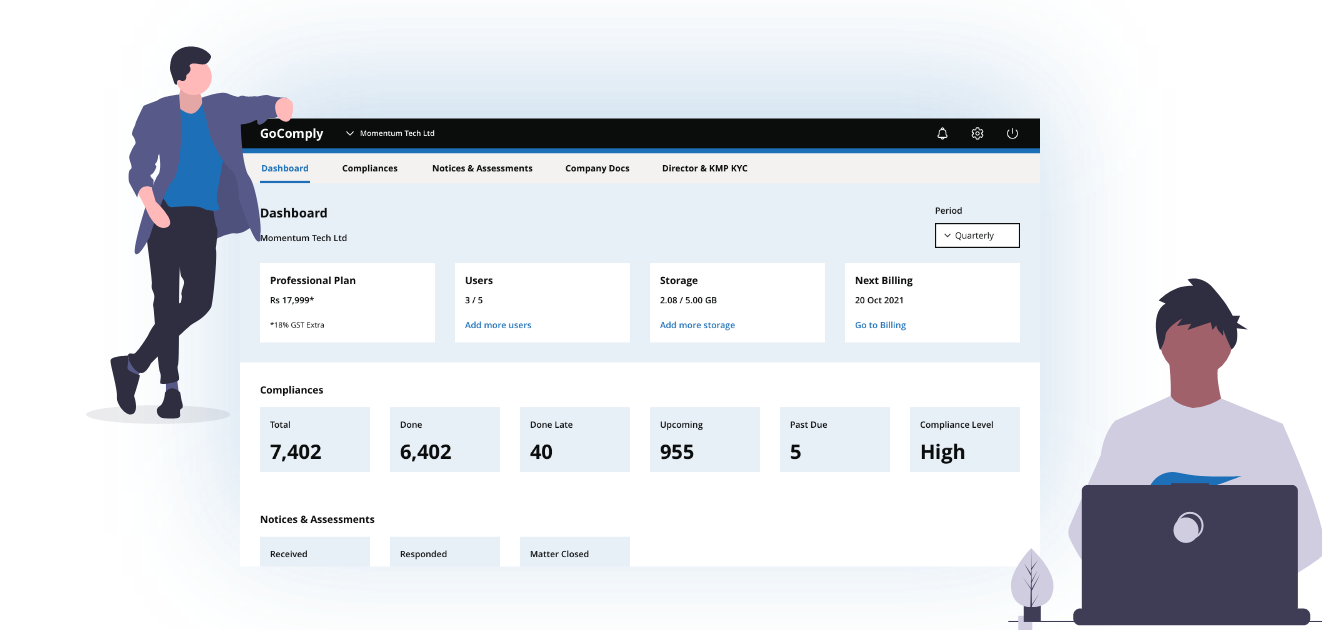 GoComply
Momentum Tech Ltd
Dashboard
Compliances
Notices & Assessments
Company Docs
Director & KMP KYC
Dashboard
Momentum Tech Ltd
Period
Quarterly
Professional Plan
Rs 17,999*
*18% GST Extra
Users
3 / 5
Add more users
Storage
2.08 / 5.00 GB
Add more storage
Next Billing
20 Oct 2021
Go to Billing
Compliances
Total
7,402
Done
6,402
Done Late
40
Upcoming
955
Past Due
5
Compliance Level
High
Notices & Assessments
Received
Responded
Matter Closed